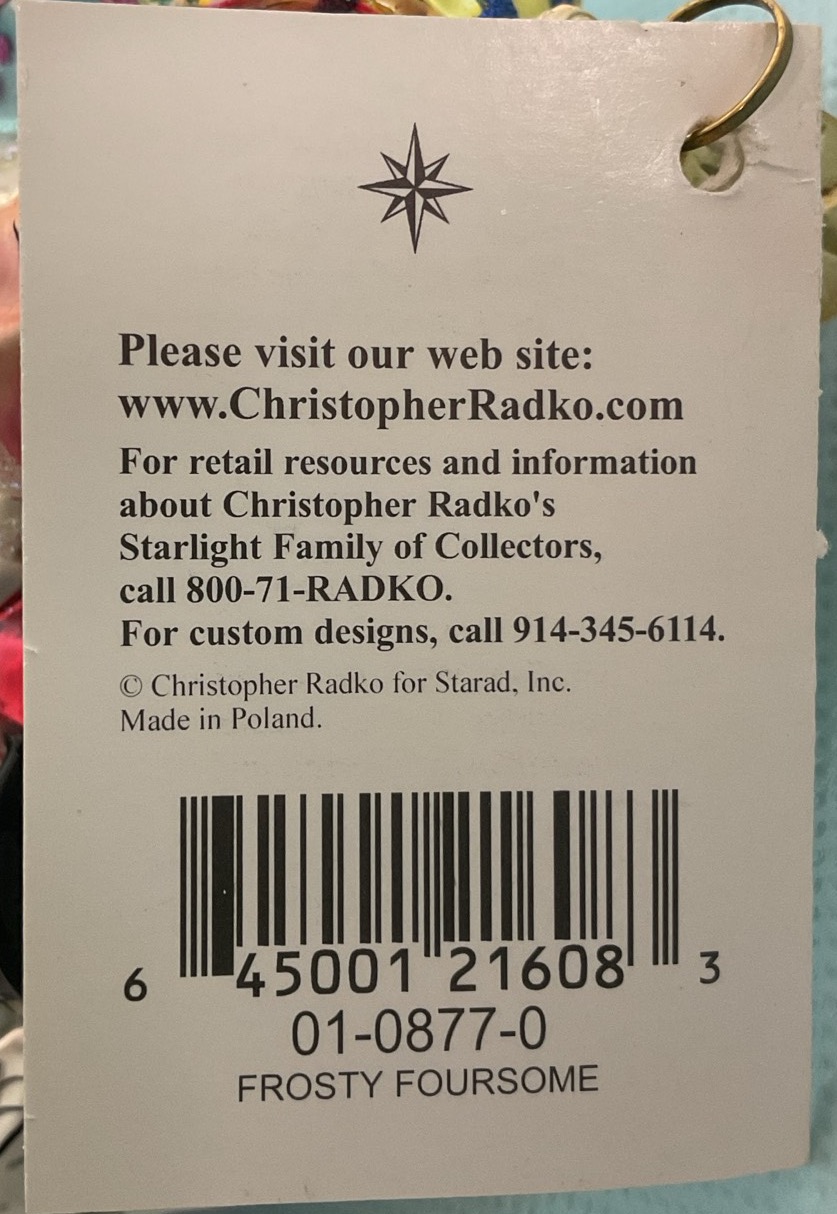 Please visit our web site:
www.ChristopherRadko.com
For retail resources and information
about Christopher Radko's
Starlight Family of Collectors,
call 800-71-RADKO.
For custom designs, call 914-345-6114.
© Christopher Radko for Starad, Inc.
Made in Poland.
6 45001 21608 3
01-0877-0
FROSTY FOURSOME